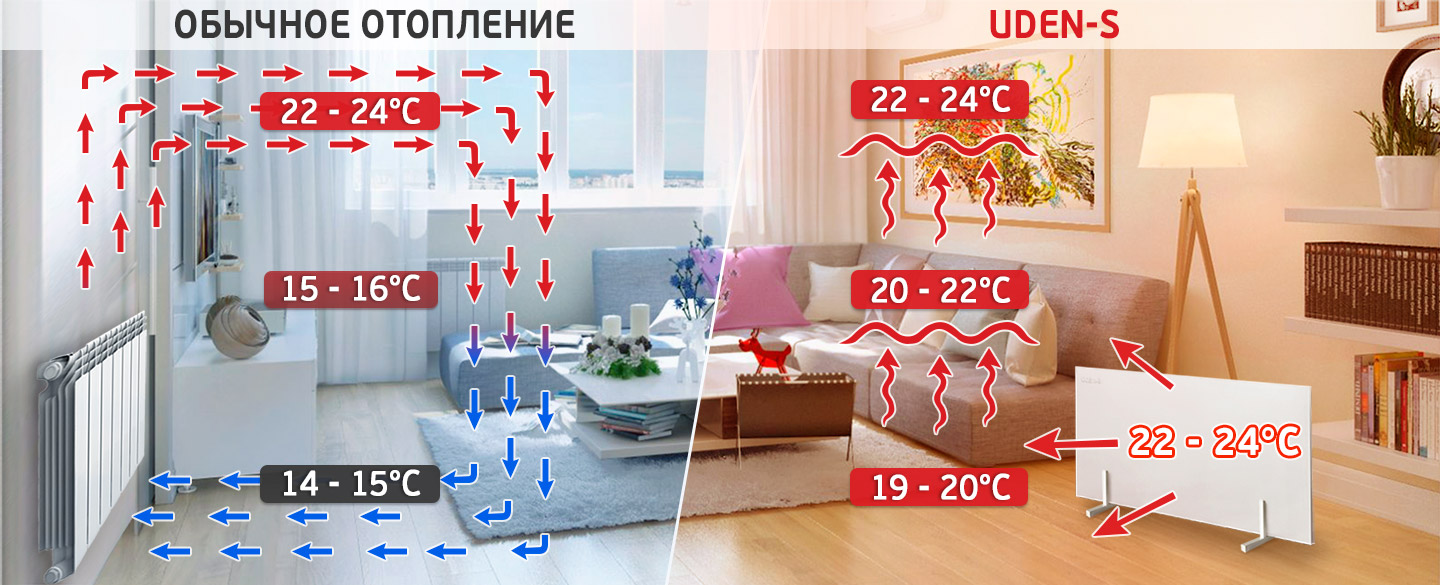 ОБЫЧНОЕ ОТОПЛЕНИЕ
22 - 24°C
15 - 16°C
14 - 15°C
UDEN-S
22 - 24°C
20 - 22°C
19 - 20°C
22 - 24°C